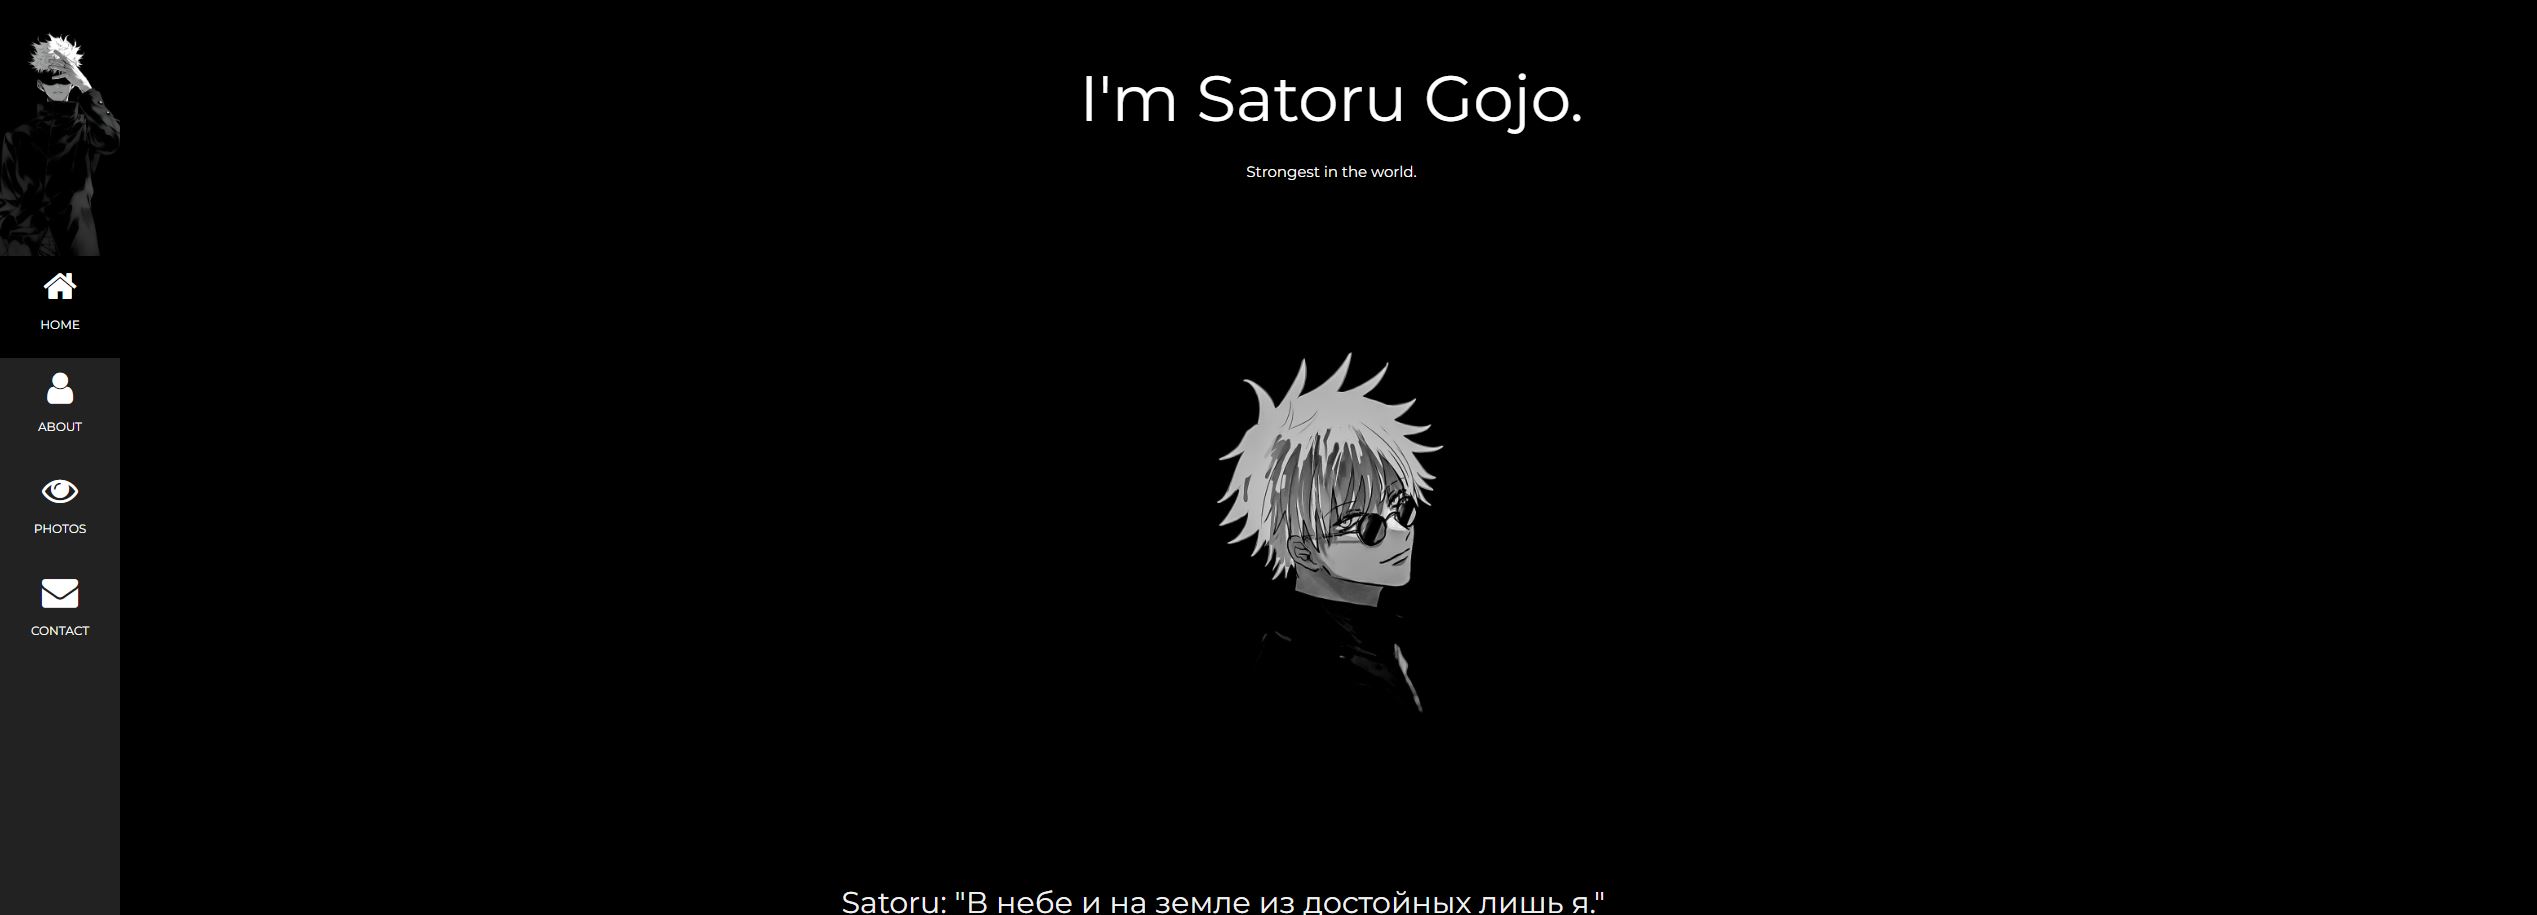 I'm Satoru Gojo.
Strongest in the world.
HOME
ABOUT
PHOTOS
CONTACT
Satoru: "В небе и на земле из достойных лишь я."